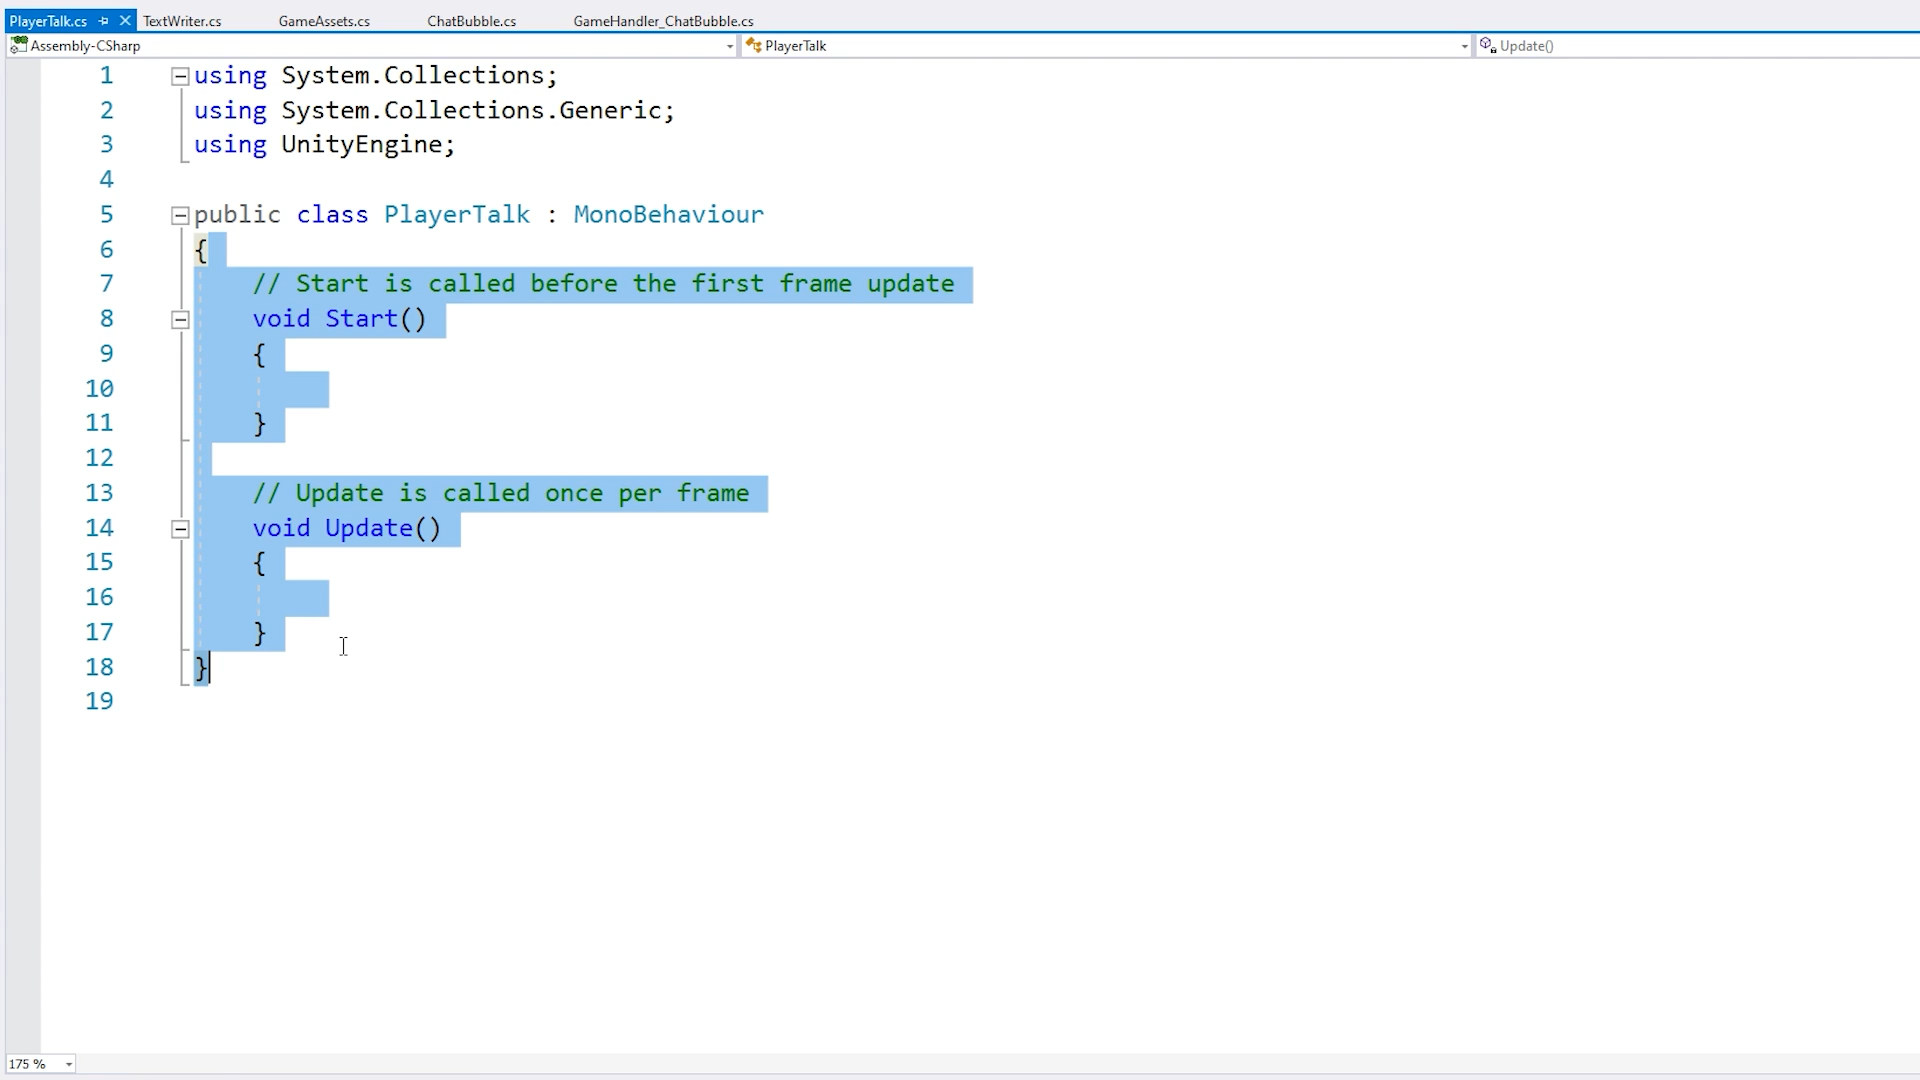 PlayerTalk.cs TextWriter.cs GameAssets.cs ChatBubble.cs GameHandler_ChatBubble.cs
Assembly-CSharp PlayerTalk Update()
1 using System.Collections;
2 using System.Collections.Generic;
3 using UnityEngine;
4
5 public class PlayerTalk : MonoBehaviour
6 {
7 // Start is called before the first frame update
8 void Start()
9 {
10
11 }
12
13 // Update is called once per frame
14 void Update()
15 {
16
17 }
18 }
19
175 %